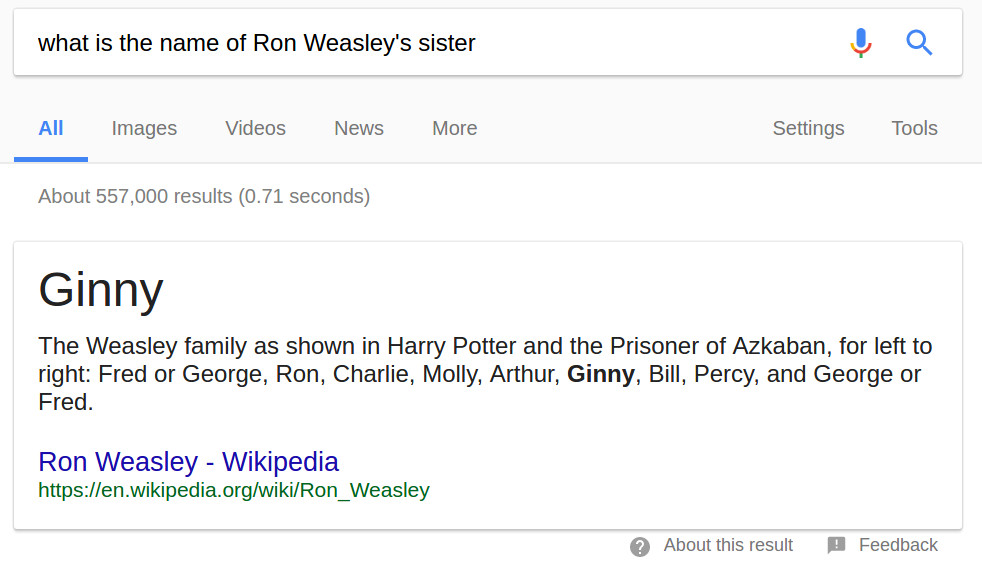 what is the name of Ron Weasley's sister
All Images Videos News More Settings Tools
About 557,000 results (0.71 seconds)
Ginny
The Weasley family as shown in Harry Potter and the Prisoner of Azkaban, for left to
right: Fred or George, Ron, Charlie, Molly, Arthur, Ginny, Bill, Percy, and George or
Fred.
Ron Weasley - Wikipedia
https://en.wikipedia.org/wiki/Ron_Weasley
About this result Feedback